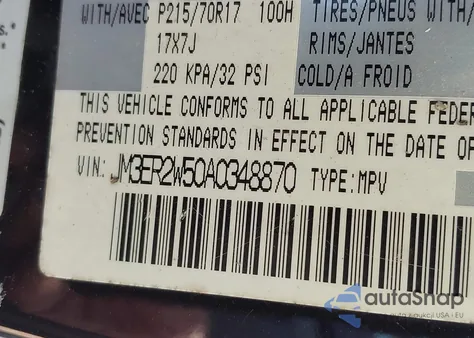 WITH/AVEC P215/70R17 100H TIRES/PNEUS WITH/
17X7J RIMS/JANTES
220 KPA/32 PSI COLD/A FROID
THIS VEHICLE CONFORMS TO ALL APPLICABLE FEDER
PREVENTION STANDARDS IN EFFECT ON THE DATE OF
VIN: JM3ER2W50A0348870 TYPE:MPV
autaSnap